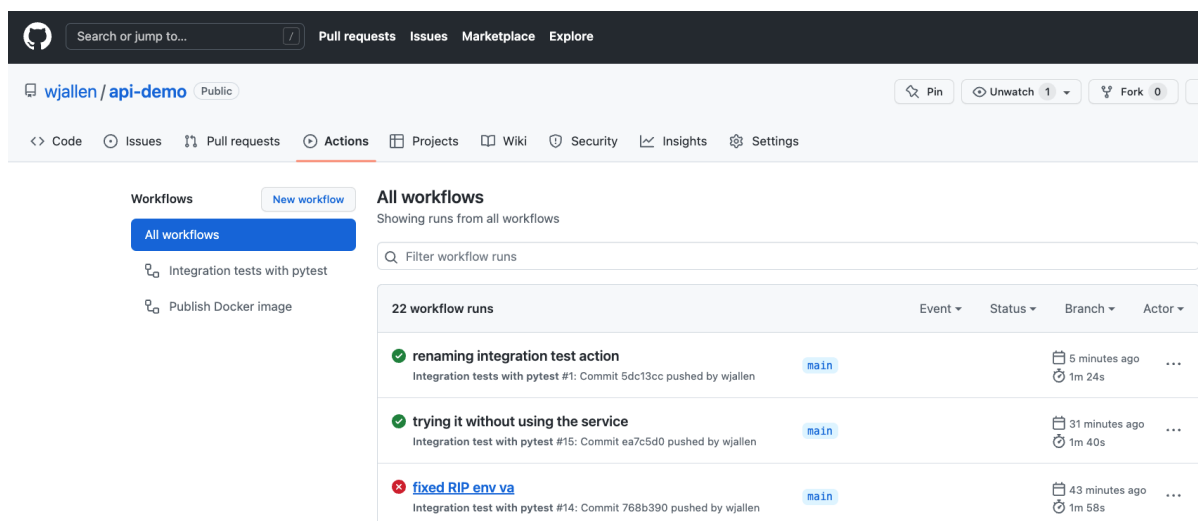 Search or jump to... / Pull requests Issues Marketplace Explore
wjallen / api-demo Public Pin Unwatch 1 Fork 0
Code Issues Pull requests Actions Projects Wiki Security Insights Settings
Workflows New workflow
All workflows
Integration tests with pytest
Publish Docker image
All workflows
Showing runs from all workflows
Filter workflow runs
22 workflow runs Event Status Branch Actor
renaming integration test action main 5 minutes ago ...
Integration tests with pytest #1: Commit 5dc13cc pushed by wjallen 1m 24s
trying it without using the service main 31 minutes ago ...
Integration test with pytest #15: Commit ea7c5d0 pushed by wjallen 1m 40s
fixed RIP env va main 43 minutes ago ...
Integration test with pytest #14: Commit 768b390 pushed by wjallen 1m 58s